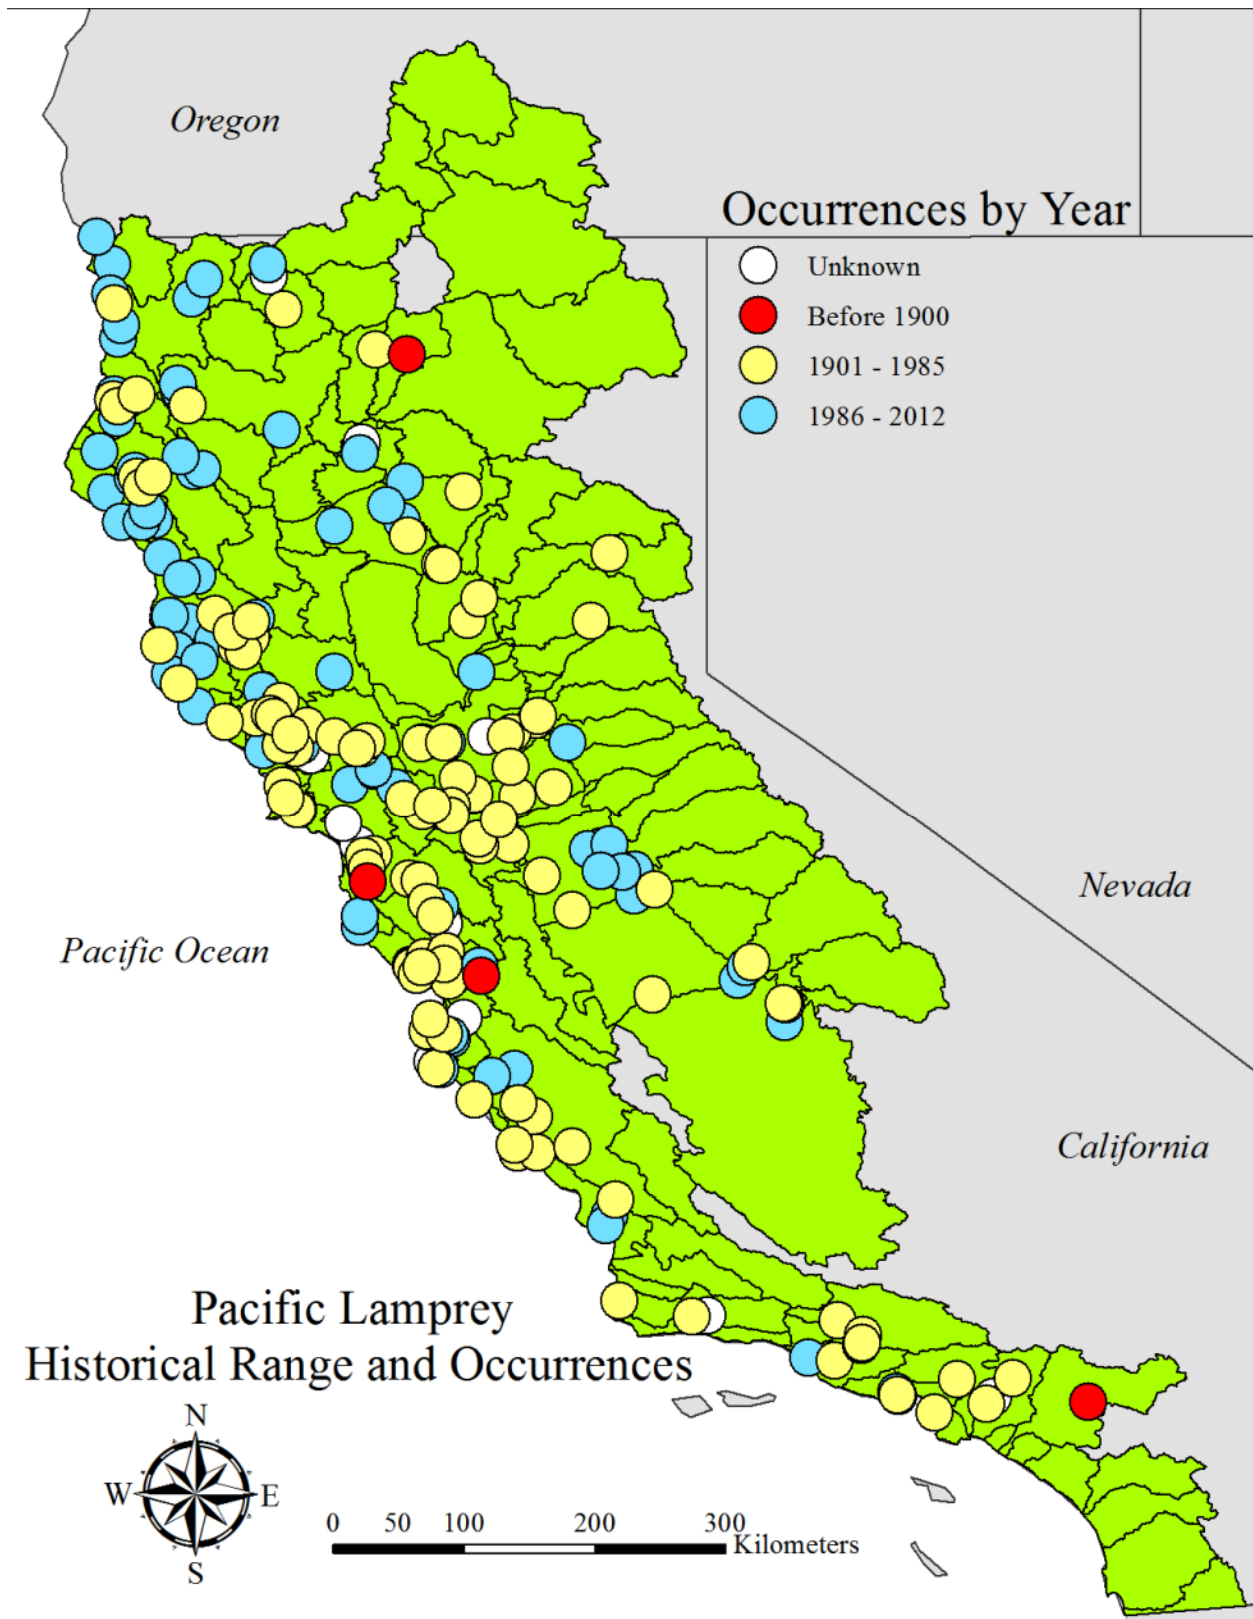 Oregon
Occurrences by Year
Unknown
Before 1900
1901 - 1985
1986 - 2012
Nevada
Pacific Ocean
California
Pacific Lamprey
Historical Range and Occurrences
N
W E
S
0 50 100 200 300
Kilometers